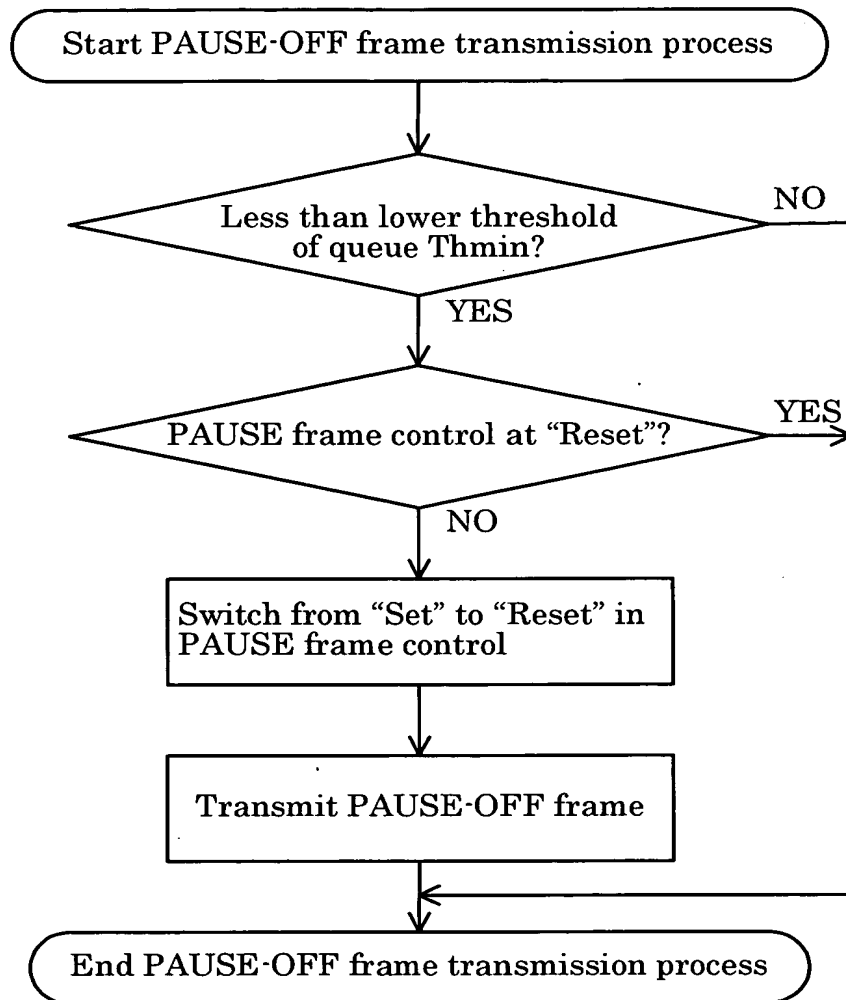 Start PAUSE-OFF frame transmission process
Less than lower threshold
of queue Thmin?
NO
YES
PAUSE frame control at “Reset”?
YES
NO
Switch from “Set” to “Reset” in
PAUSE frame control
Transmit PAUSE-OFF frame
End PAUSE-OFF frame transmission process